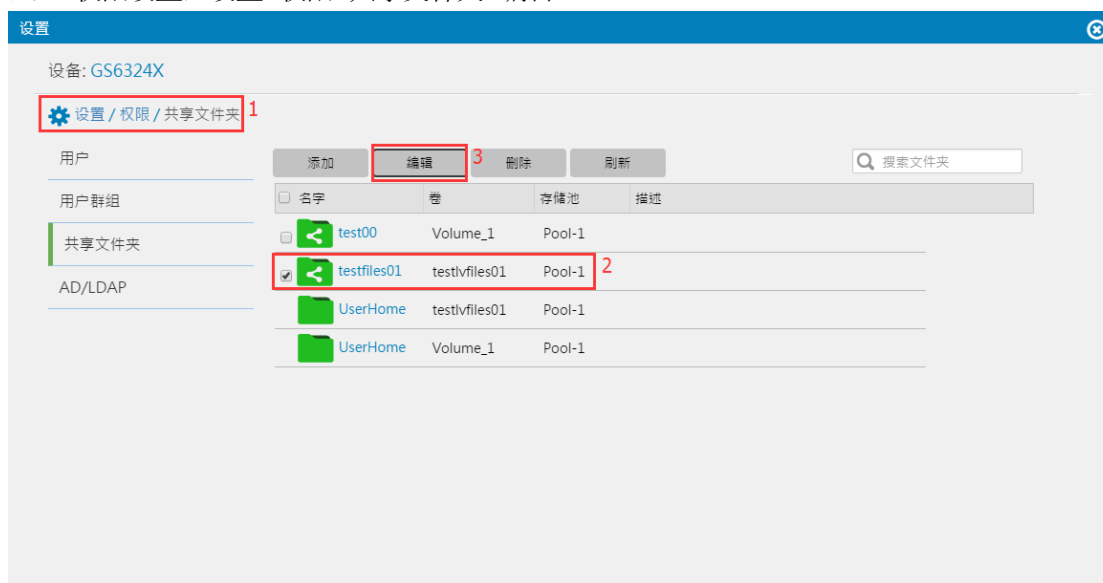 设置
设备: GS6324X
设置 / 权限 / 共享文件夹 1
用户
用户群组
共享文件夹
AD/LDAP
添加 编辑 3 删除 刷新 搜索文件夹
名字 卷 存储池 描述
test00 Volume_1 Pool-1
testfiles01 testlvfiles01 Pool-1 2
UserHome testlvfiles01 Pool-1
UserHome Volume_1 Pool-1